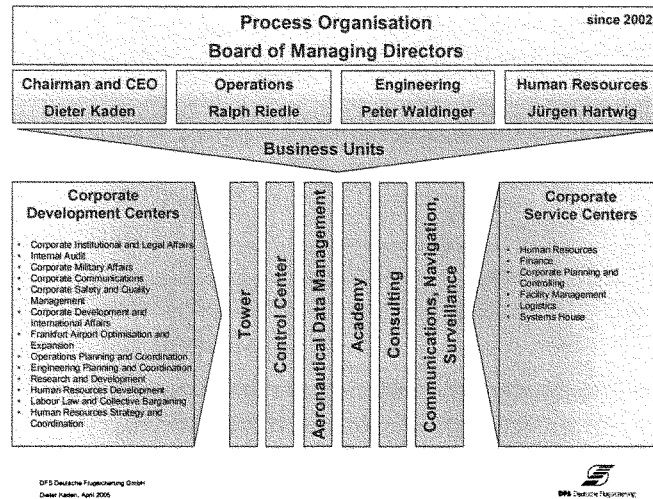 Process Organisation
since 2002
Board of Managing Directors
Chairman and CEO
Dieter Kaden
Operations
Ralph Riedle
Engineering
Peter Waldinger
Human Resources
Jürgen Hartwig
Business Units
Corporate
Development Centers
• Corporate Institutional and Legal Affairs
• Internal Audit
• Corporate Military Affairs
• Corporate Communications
• Corporate Safety and Quality
Management
• Corporate Development and
International Affairs
• Frankfurt Airport Optimisation and
Expansion
• Operations Planning and Coordination
• Engineering Planning and Coordination
• Research and Development
• Human Resources Development
• Labour Law and Collective Bargaining
• Human Resources Strategy and
Coordination
Tower
Control Center
Aeronautical Data Management
Academy
Consulting
Communications, Navigation,
Surveillance
Corporate
Service Centers
• Human Resources
• Finance
• Corporate Planning and
Controlling
• Facility Management
• Logistics
• Systems House
DFS Deutsche Flugsicherung GmbH
Dieter Kaden, April 2005
DFS Deutsche Flugsicherung